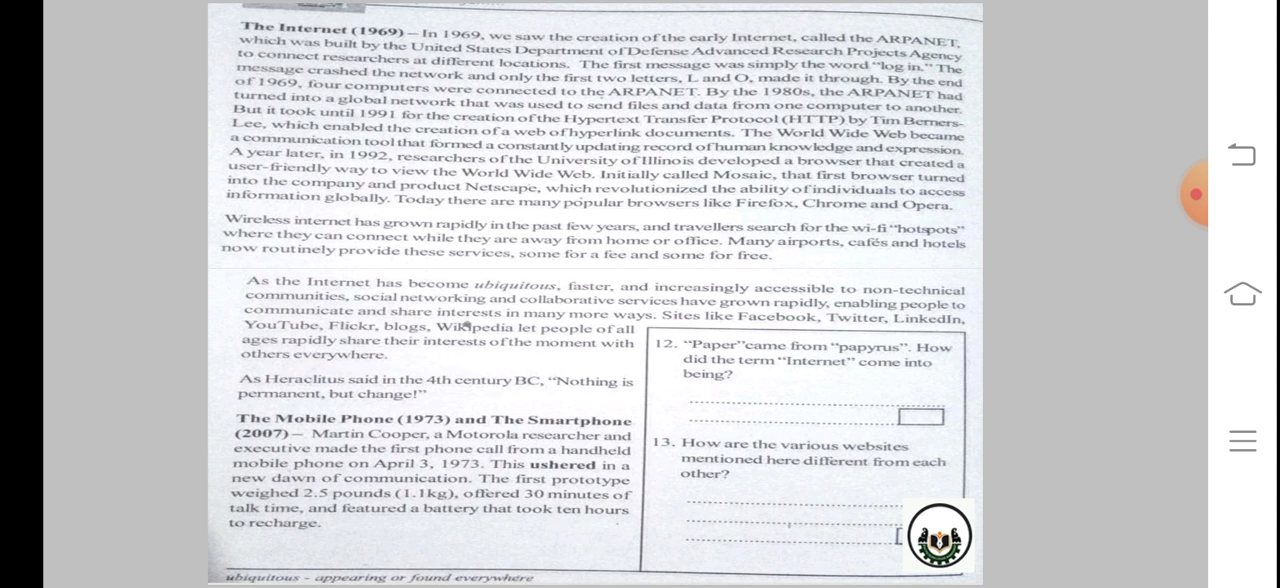 The Internet (1969) – In 1969, we saw the creation of the early Internet, called the ARPANET,
which was built by the United States Department of Defense Advanced Research Projects Agency
to connect researchers at different locations. The first message was simply the word "log in." The
message crashed the network and only the first two letters, L and O, made it through. By the end
of 1969, four computers were connected to the ARPANET. By the 1980s, the ARPANET had
turned into a global network that was used to send files and data from one computer to another.
But it took until 1991 for the creation of the Hypertext Transfer Protocol (HTTP) by Tim Berners-
Lee, which enabled the creation of a web of hyperlink documents. The World Wide Web became
a communication tool that formed a constantly updating record of human knowledge and expression.
A year later, in 1992, researchers of the University of Illinois developed a browser that created a
user-friendly way to view the World Wide Web. Initially called Mosaic, that first browser turned
into the company and product Netscape, which revolutionized the ability of individuals to access
information globally. Today there are many popular browsers like Firefox, Chrome and Opera.
Wireless internet has grown rapidly in the past few years, and travellers search for the wi-fi "hotspots"
where they can connect while they are away from home or office. Many airports, cafés and hotels
now routinely provide these services, some for a fee and some for free.
As the Internet has become ubiquitous, faster, and increasingly accessible to non-technical
communities, social networking and collaborative services have grown rapidly, enabling people to
communicate and share interests in many more ways. Sites like Facebook, Twitter, LinkedIn,
YouTube, Flickr, blogs, Wikipedia let people of all
ages rapidly share their interests of the moment with
others everywhere.
As Heraclitus said in the 4th century BC, "Nothing is
permanent, but change!"
The Mobile Phone (1973) and The Smartphone
(2007) – Martin Cooper, a Motorola researcher and
executive made the first phone call from a handheld
mobile phone on April 3, 1973. This ushered in a
new dawn of communication. The first prototype
weighed 2.5 pounds (1.1kg), offered 30 minutes of
talk time, and featured a battery that took ten hours
to recharge.
12. "Paper"came from "papyrus". How
did the term "Internet" come into
being?
13. How are the various websites
mentioned here different from each
other?
ubiquitous - appearing or found everywhere